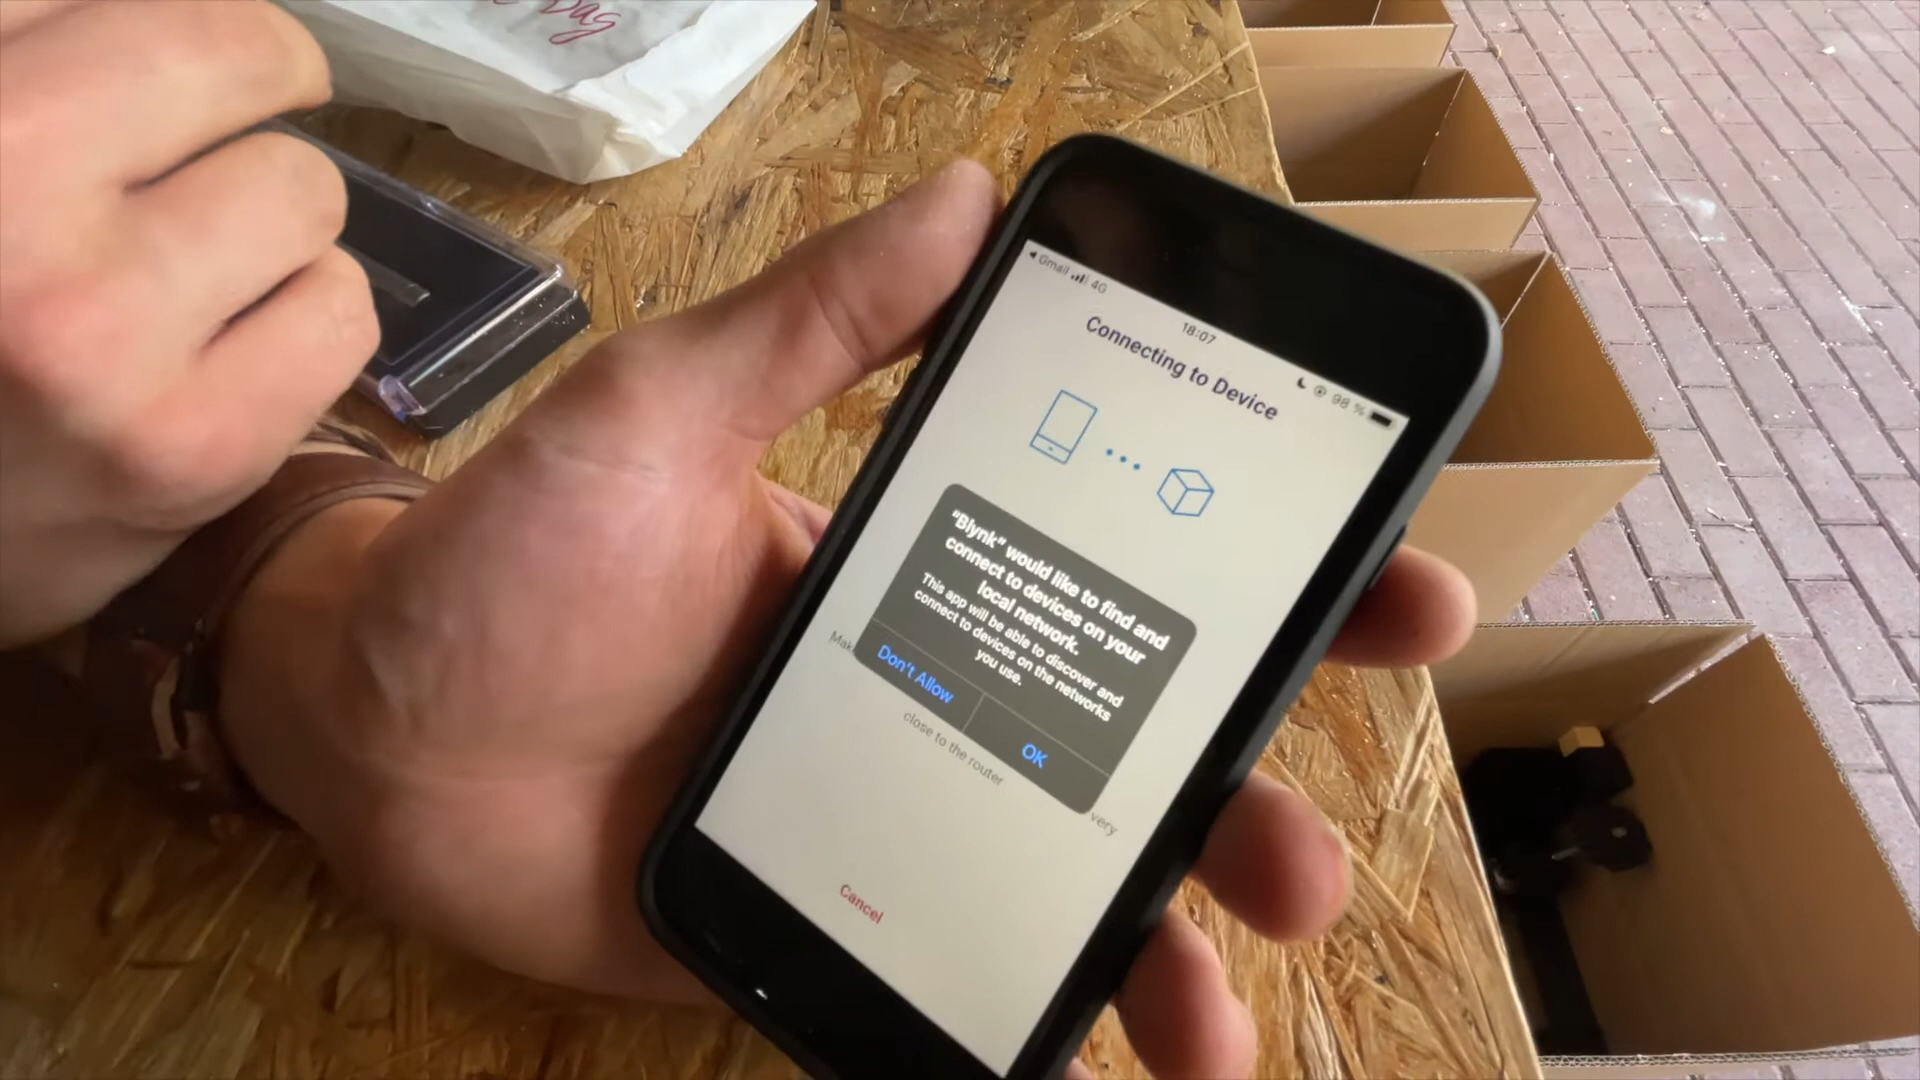 Bag
◀ Gmail 4G
18:07
98 %
Connecting to Device
"Blynk" would like to find and
connect to devices on your
local network.
This app will be able to discover and
connect to devices on the networks
you use.
Don't Allow
OK
close to the router
very
Cancel